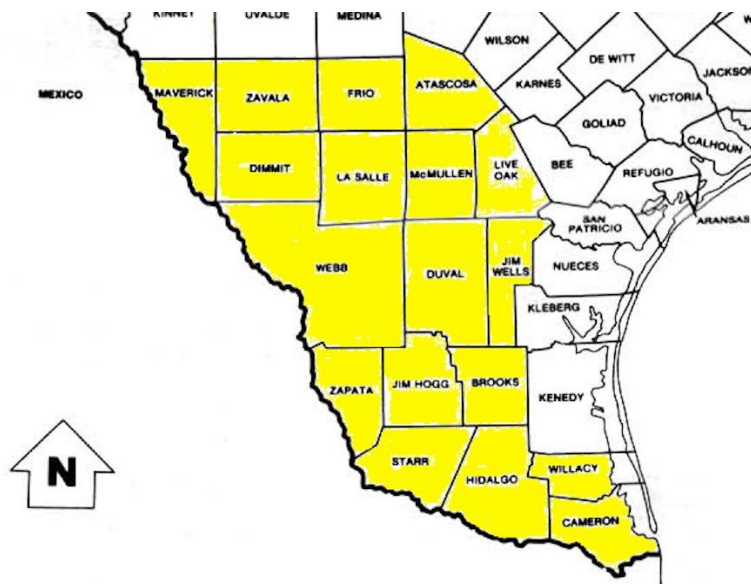 KINNEY
UVALDE
MEDINA
WILSON
DE WITT
JACKSON
MEXICO
MAVERICK
ZAVALA
FRIO
ATASCOSA
KARNES
VICTORIA
GOLIAD
CALHOUN
DIMMIT
LA SALLE
McMULLEN
LIVE
OAK
BEE
REFUGIO
SAN
PATRICIO
ARANSAS
WEBB
DUVAL
JIM
WELLS
NUECES
KLEBERG
ZAPATA
JIM HOGG
BROOKS
KENEDY
STARR
HIDALGO
WILLACY
CAMERON
N